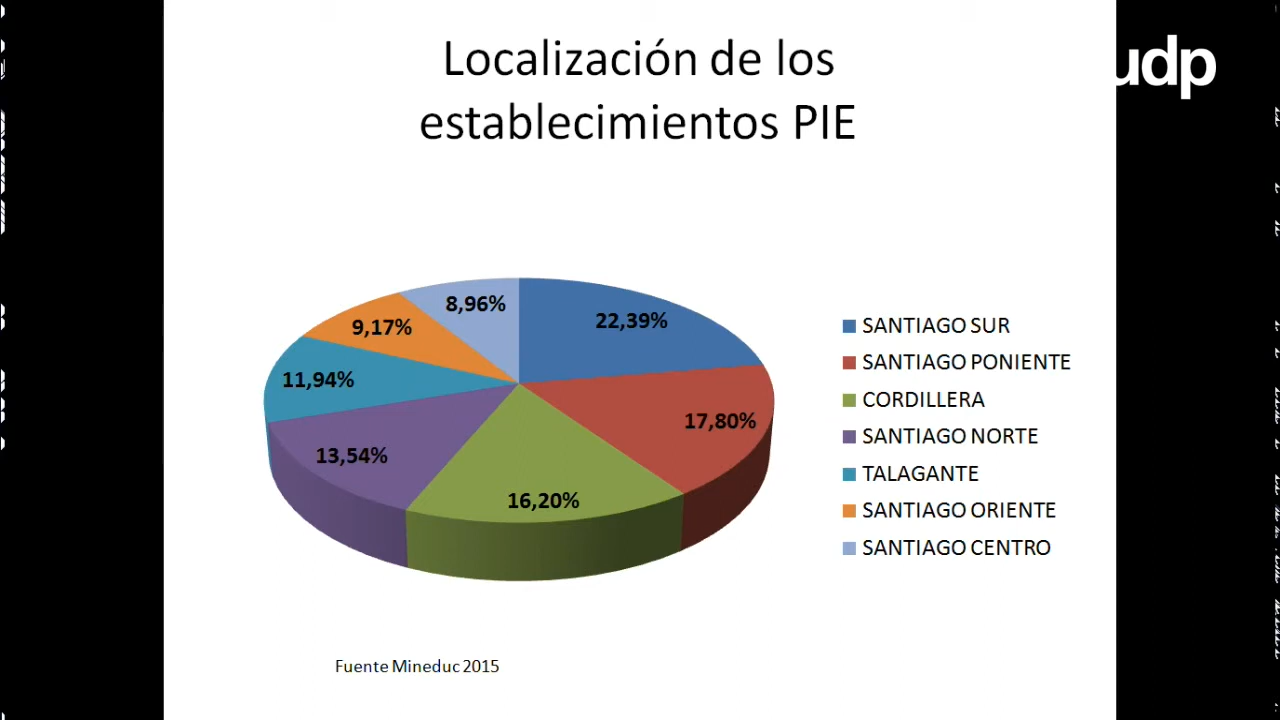 Localización de los
establecimientos PIE
udp
8,96%
22,39%
9,17%
11,94%
17,80%
13,54%
16,20%
SANTIAGO SUR
SANTIAGO PONIENTE
CORDILLERA
SANTIAGO NORTE
TALAGANTE
SANTIAGO ORIENTE
SANTIAGO CENTRO
Fuente Mineduc 2015